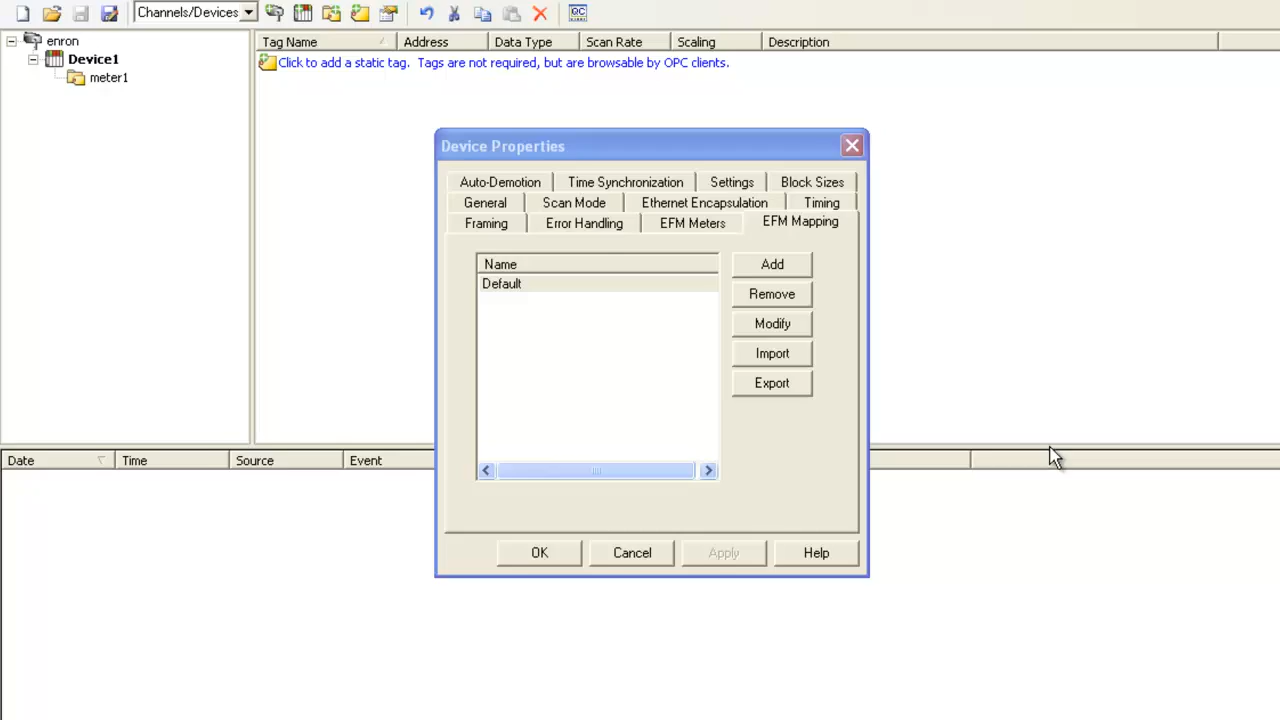 Channels/Devices
QC
enron
Device1
meter1
Tag Name Address Data Type Scan Rate Scaling Description
Click to add a static tag. Tags are not required, but are browsable by OPC clients.
Device Properties
Auto-Demotion Time Synchronization Settings Block Sizes
General Scan Mode Ethernet Encapsulation Timing
Framing Error Handling EFM Meters EFM Mapping
Name
Default
Add
Remove
Modify
Import
Export
OK Cancel Apply Help
Date Time Source Event